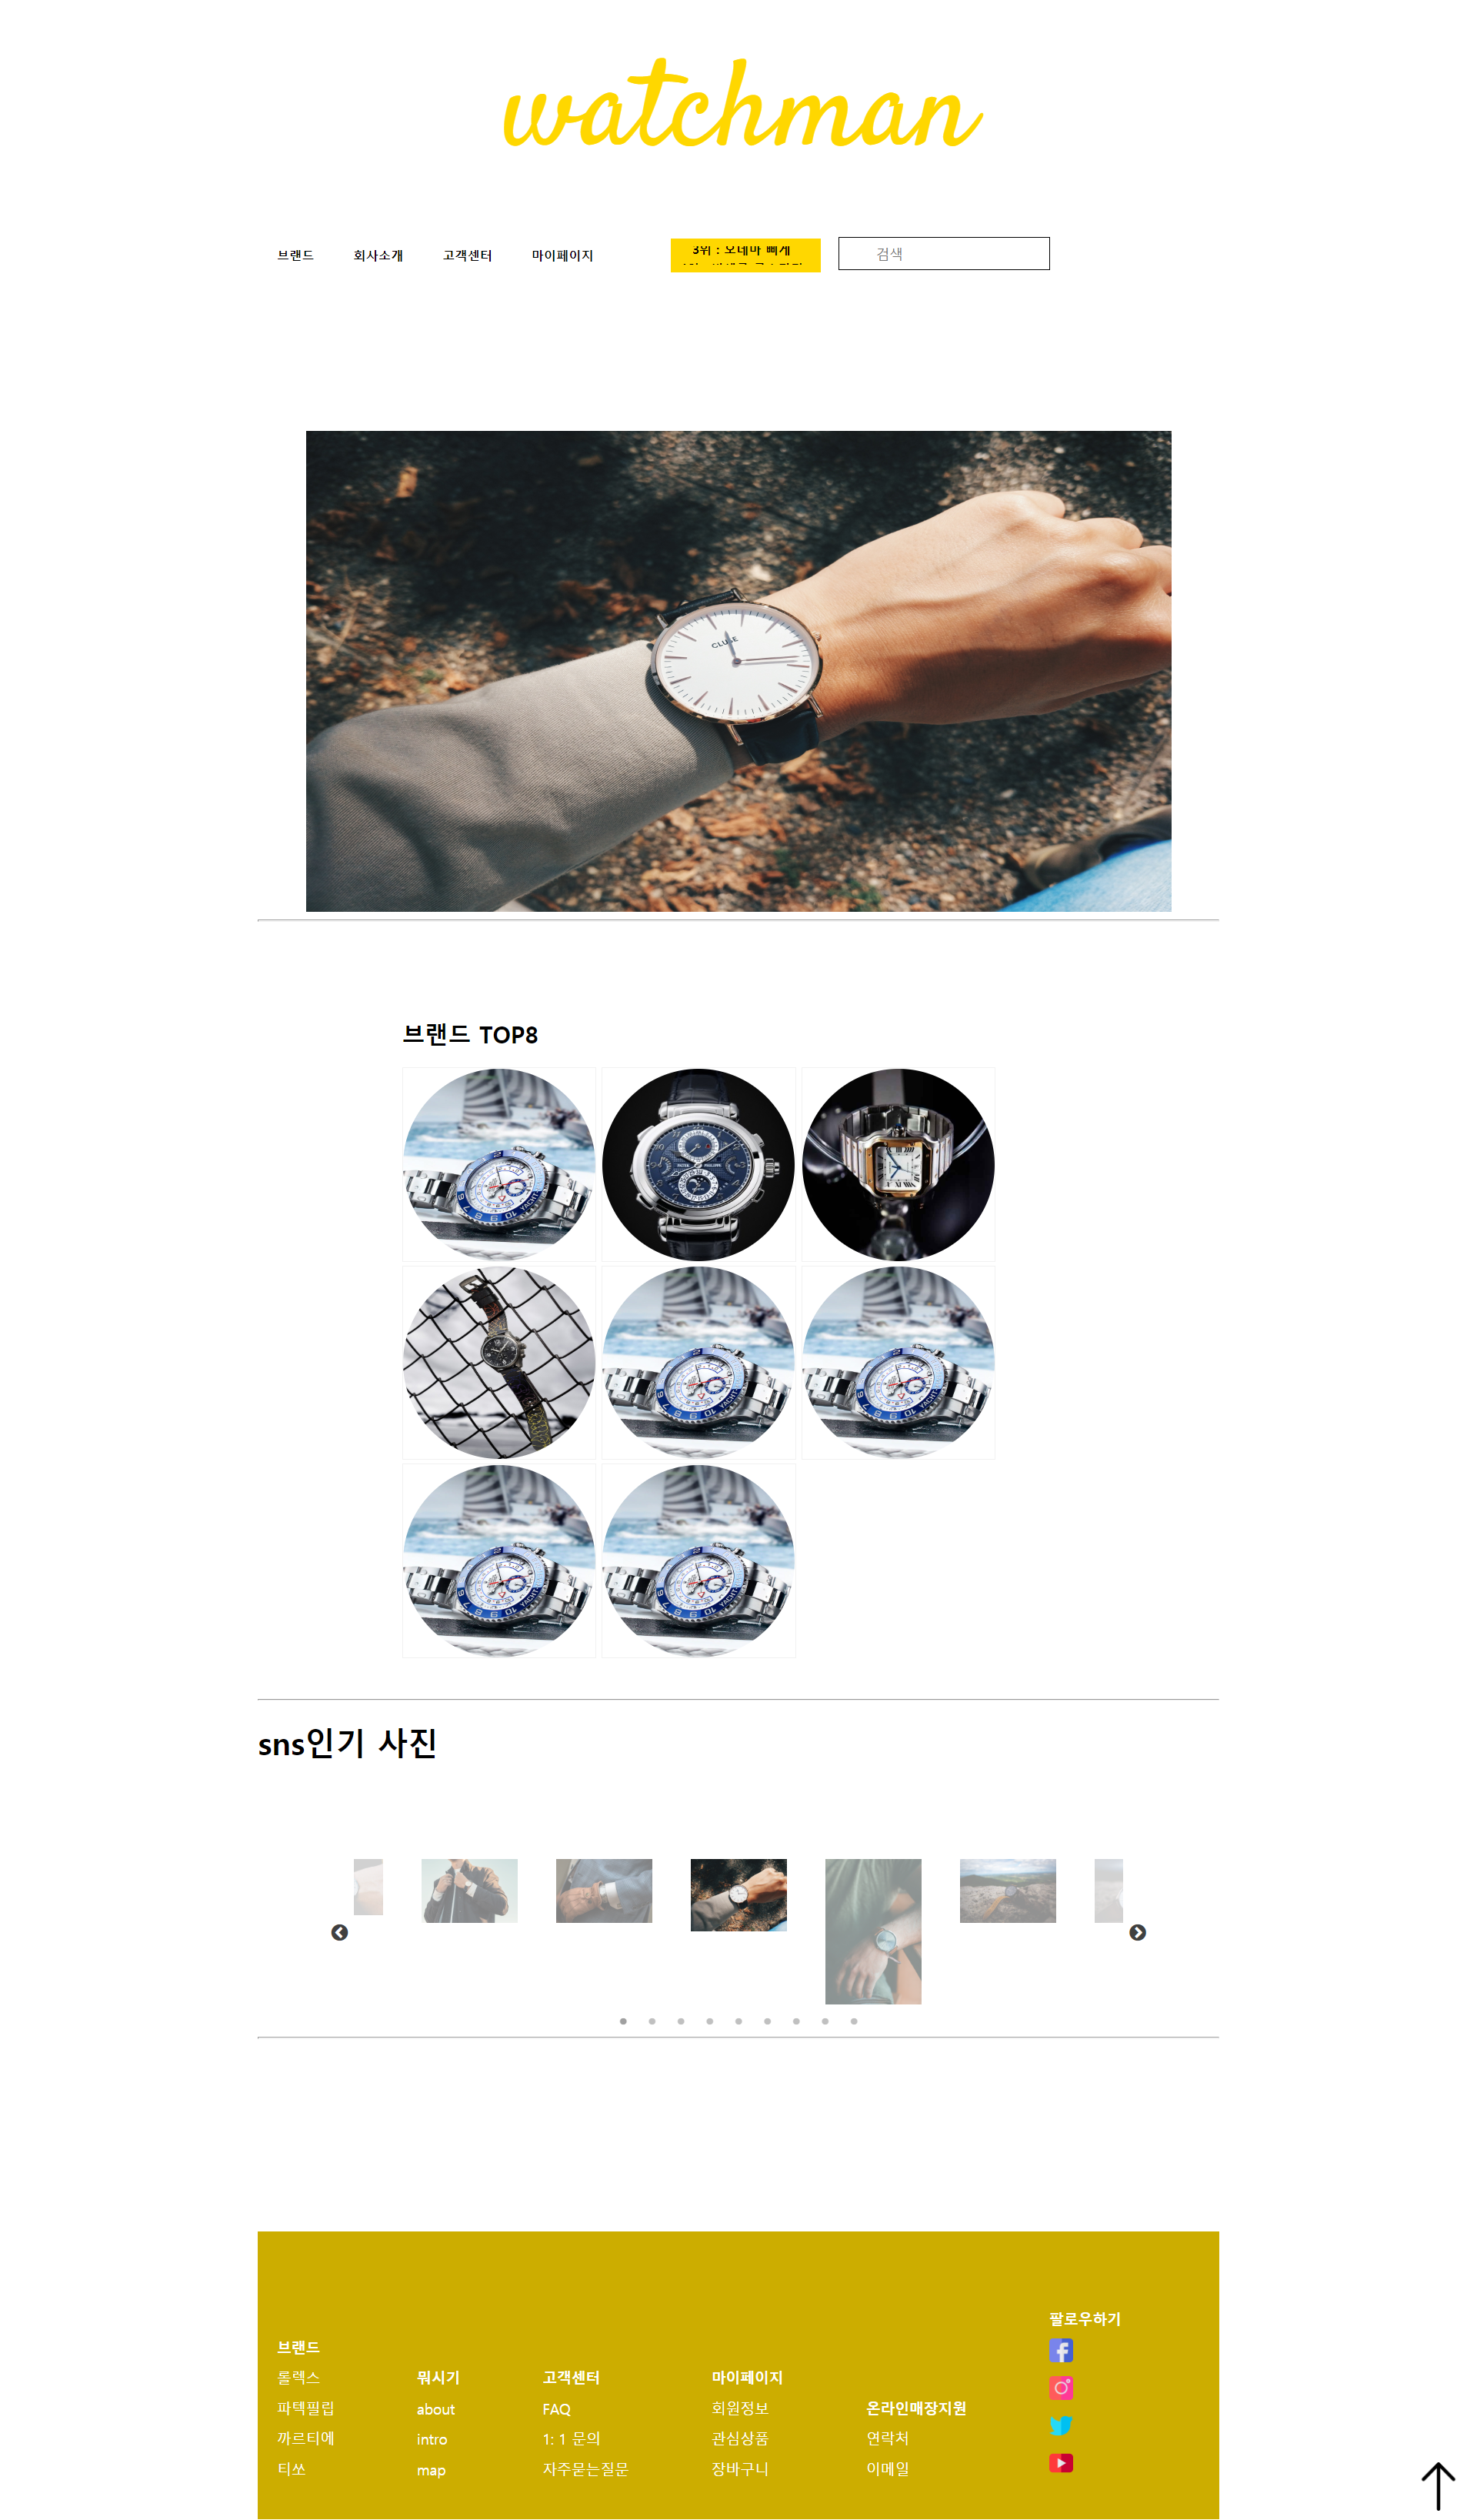 watchman
브랜드 회사소개 고객센터 마이페이지
3위 : 오데마 삐게
검색
CLUSE
브랜드 TOP8
sns인기 사진
브랜드
롤렉스
파텍필립
까르티에
티쏘
뭐시기
about
intro
map
고객센터
FAQ
1: 1 문의
자주묻는질문
마이페이지
회원정보
관심상품
장바구니
온라인매장지원
연락처
이메일
팔로우하기